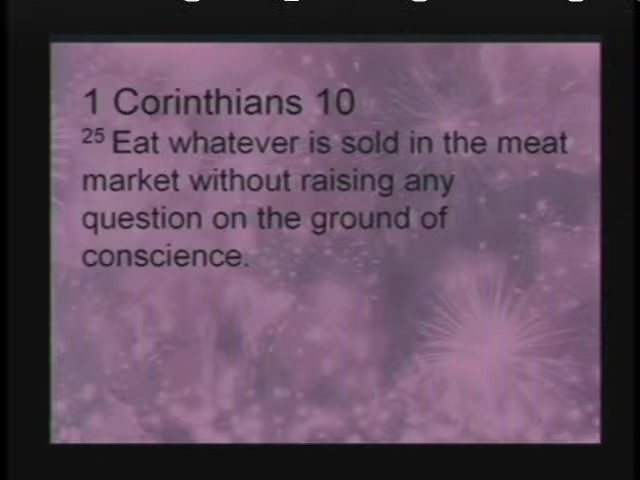 1 Corinthians 10
25 Eat whatever is sold in the meat
market without raising any
question on the ground of
conscience.